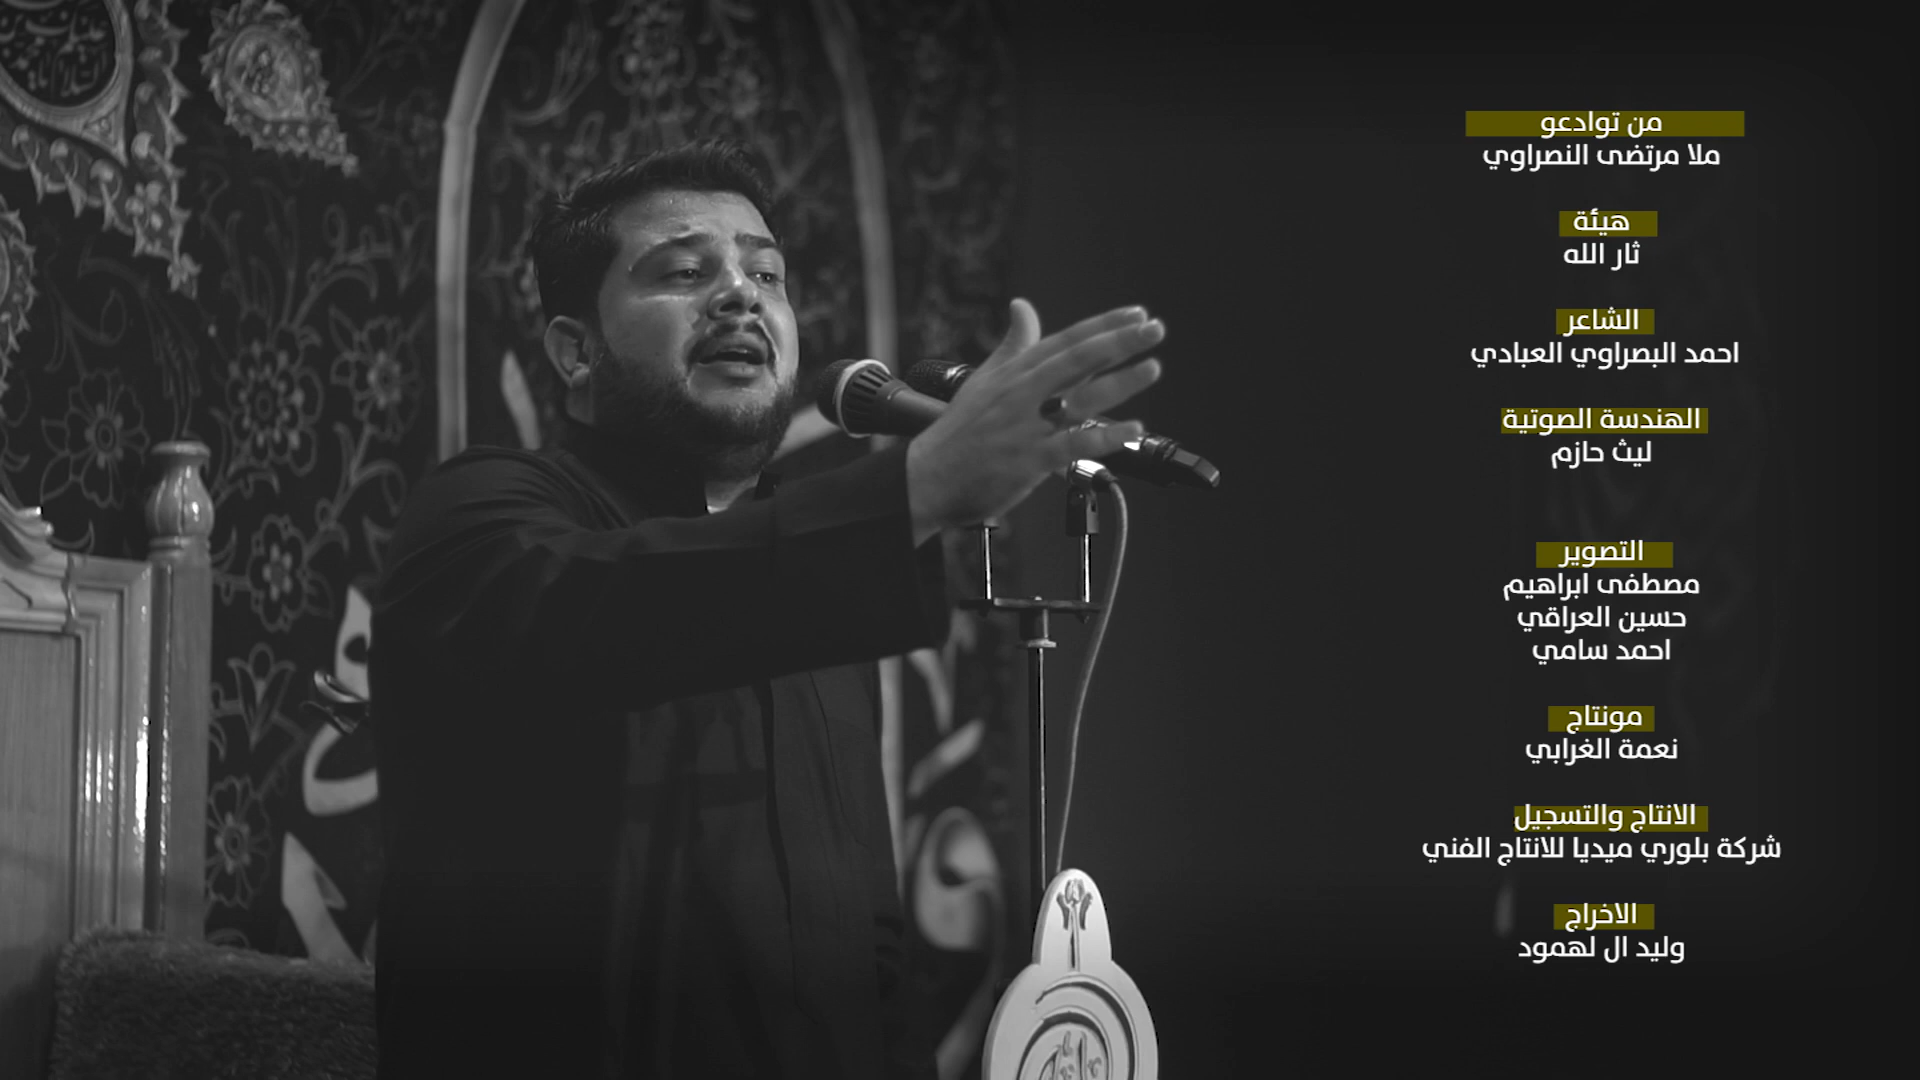 من توادعو
ملا مرتضى النصراوي
هيئة
ثار الله
الشاعر
احمد البصراوي العبادي
الهندسة الصوتية
ليث حازم
التصوير
مصطفى ابراهيم
حسين العراقي
احمد سامي
مونتاج
نعمة الغرابي
الانتاج والتسجيل
شركة بلوري ميديا للانتاج الفني
الاخراج
وليد ال لهمود